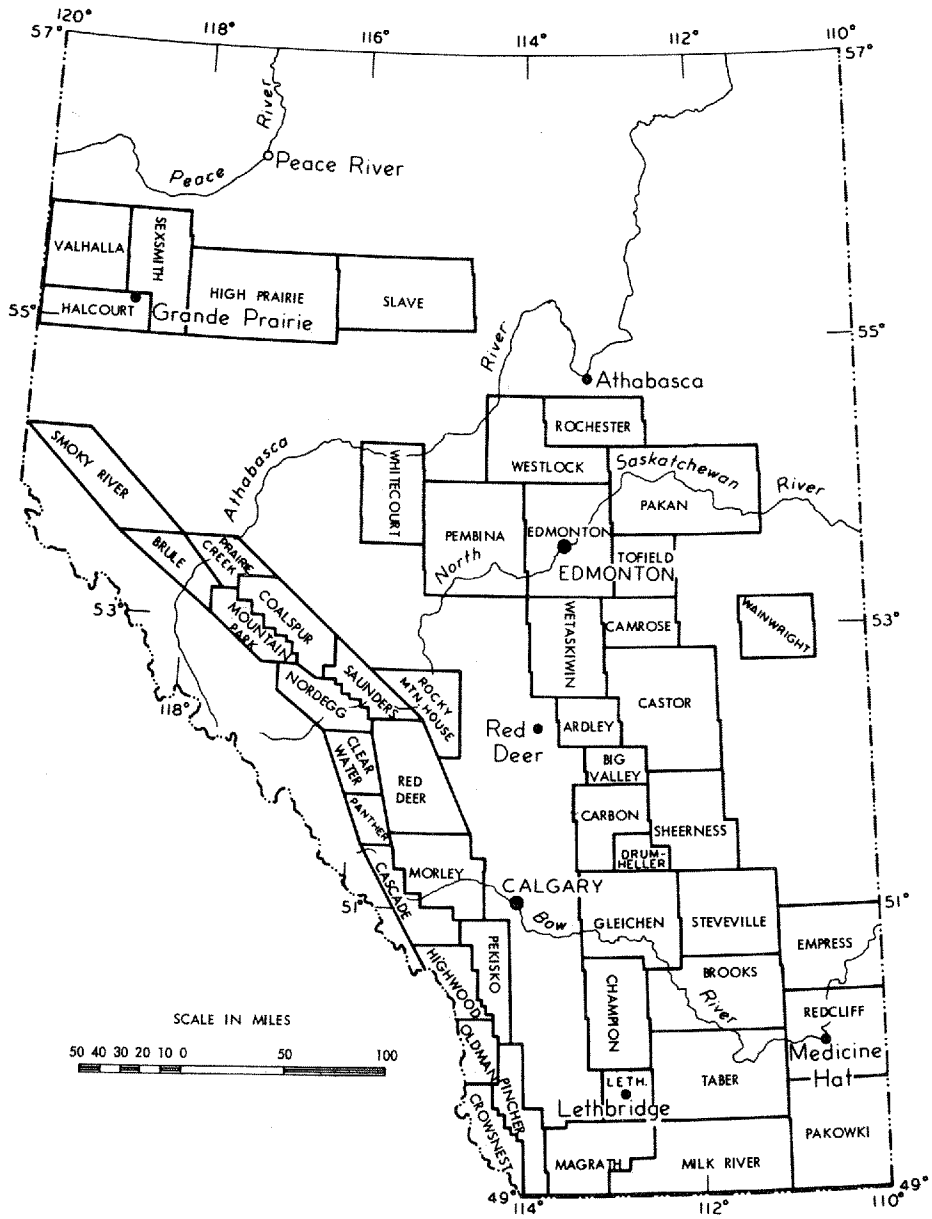 120°
118°
116°
114°
112°
110°
57°
57°
River
Peace
Peace River
VALHALLA
SEXSMITH
HIGH PRAIRIE
SLAVE
HALCOURT
Grande Prairie
55°
55°
River
Athabasca
Athabasca
ROCHESTER
WESTLOCK
WHITECOURT
Saskatchewan
River
PAKAN
SMOKY RIVER
PEMBINA
EDMONTON
North
EDMONTON
TOFIELD
BRULE
PRAIRIE
CREEK
COALSPUR
53°
53°
MOUNTAIN
PARK
WETASKIWIN
CAMROSE
WAINWRIGHT
NORDEGG
SAUNDERS
ROCKY
MTN. HOUSE
118°
CASTOR
Red
Deer
ARDLEY
CLEAR
WATER
RED
DEER
BIG
VALLEY
PANTHER
CARBON
SHEERNESS
DRUM-
HELLER
CASCADE
MORLEY
CALGARY
51°
51°
Bow
GLEICHEN
STEVEVILLE
EMPRESS
PEKISKO
HIGHWOOD
BROOKS
CHAMPION
River
REDCLIFF
SCALE IN MILES
50 40 30 20 10 0 50 100
OLDMAN
Medicine
Hat
PINCHER
LETH.
TABER
Lethbridge
CROWSNEST
PAKOWKI
MAGRATH
MILK RIVER
49°
49°
114°
112°
110°